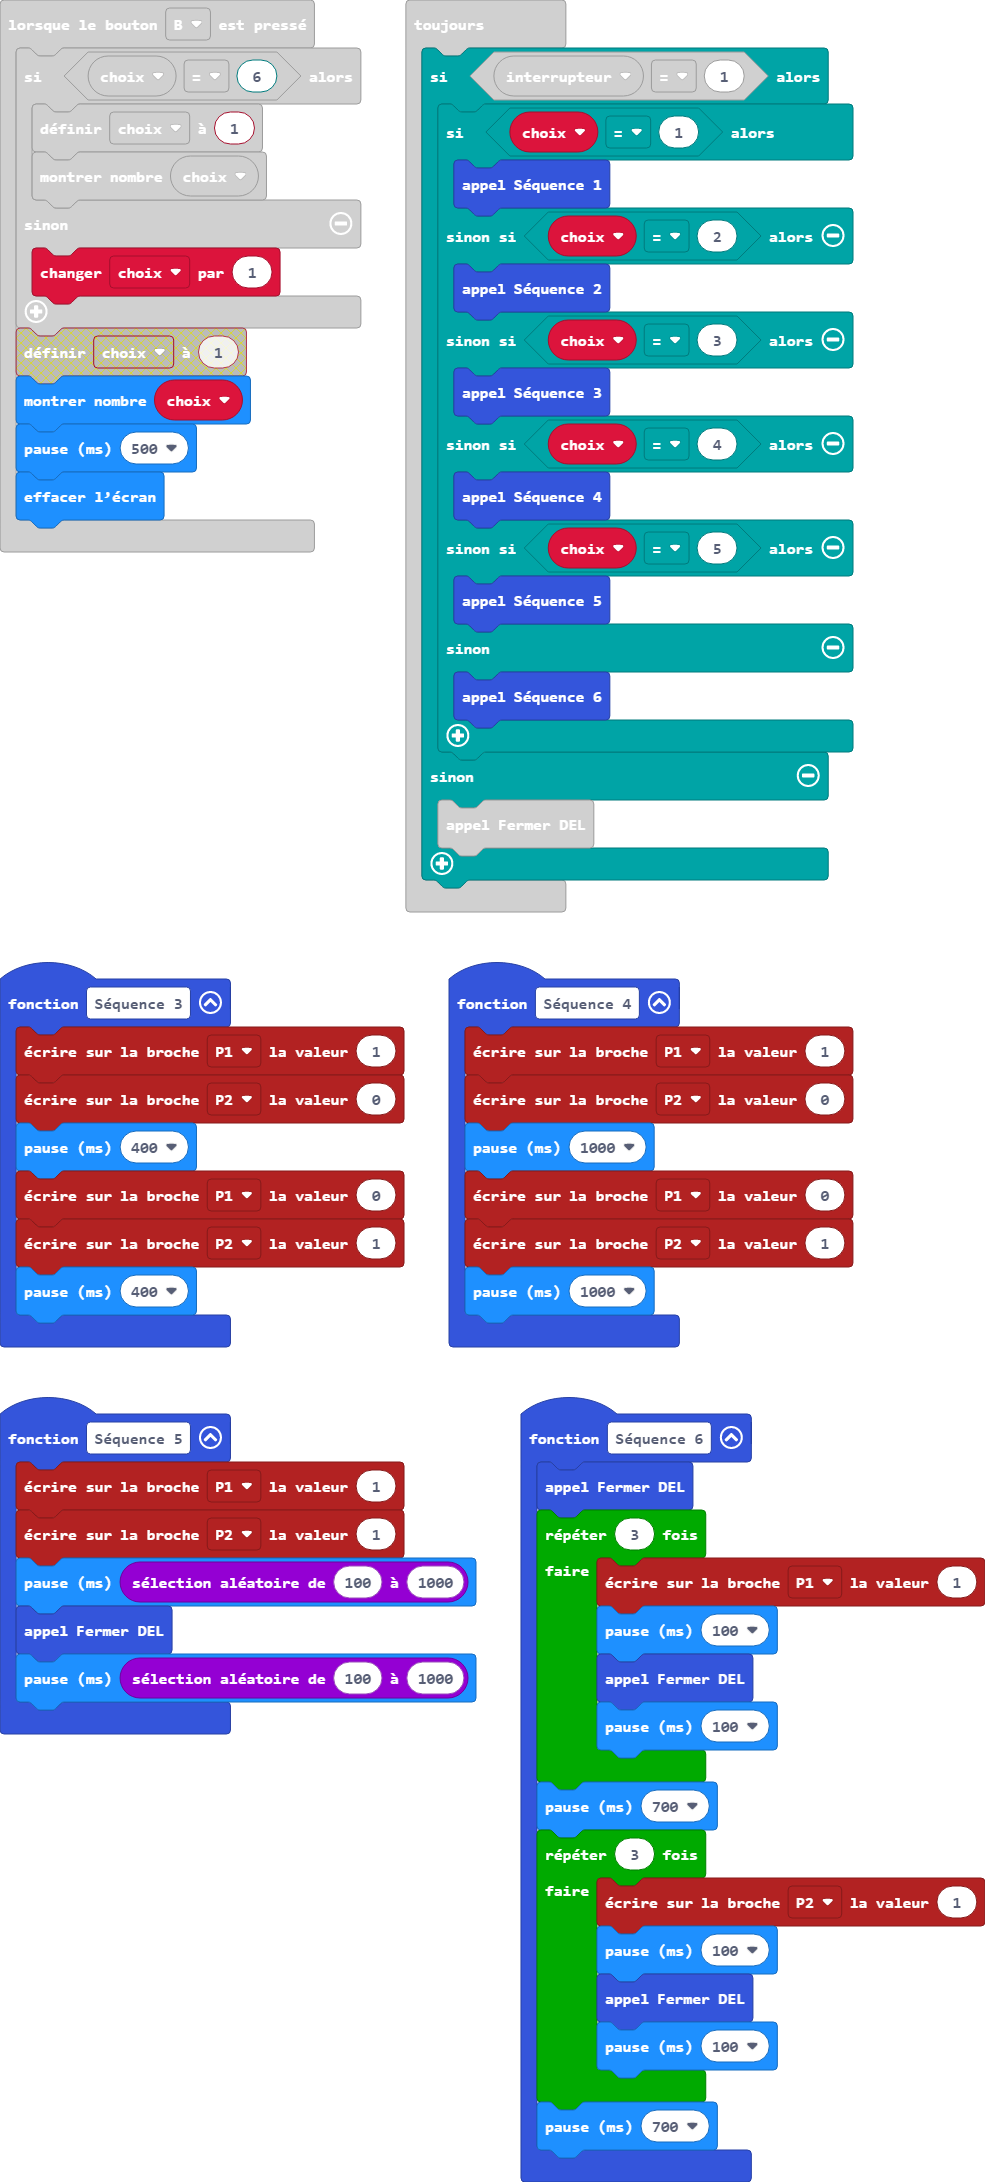 lorsque le bouton B est pressé
si choix = 6 alors
définir choix à 1
montrer nombre choix
sinon
changer choix par 1
définir choix à 1
montrer nombre choix
pause (ms) 500
effacer l’écran
toujours
si interrupteur = 1 alors
si choix = 1 alors
appel Séquence 1
sinon si choix = 2 alors
appel Séquence 2
sinon si choix = 3 alors
appel Séquence 3
sinon si choix = 4 alors
appel Séquence 4
sinon si choix = 5 alors
appel Séquence 5
sinon
appel Séquence 6
sinon
appel Fermer DEL
fonction Séquence 3
écrire sur la broche P1 la valeur 1
écrire sur la broche P2 la valeur 0
pause (ms) 400
écrire sur la broche P1 la valeur 0
écrire sur la broche P2 la valeur 1
pause (ms) 400
fonction Séquence 4
écrire sur la broche P1 la valeur 1
écrire sur la broche P2 la valeur 0
pause (ms) 1000
écrire sur la broche P1 la valeur 0
écrire sur la broche P2 la valeur 1
pause (ms) 1000
fonction Séquence 5
écrire sur la broche P1 la valeur 1
écrire sur la broche P2 la valeur 1
pause (ms) sélection aléatoire de 100 à 1000
appel Fermer DEL
pause (ms) sélection aléatoire de 100 à 1000
fonction Séquence 6
appel Fermer DEL
répéter 3 fois
faire écrire sur la broche P1 la valeur 1
pause (ms) 100
appel Fermer DEL
pause (ms) 100
pause (ms) 700
répéter 3 fois
faire écrire sur la broche P2 la valeur 1
pause (ms) 100
appel Fermer DEL
pause (ms) 100
pause (ms) 700